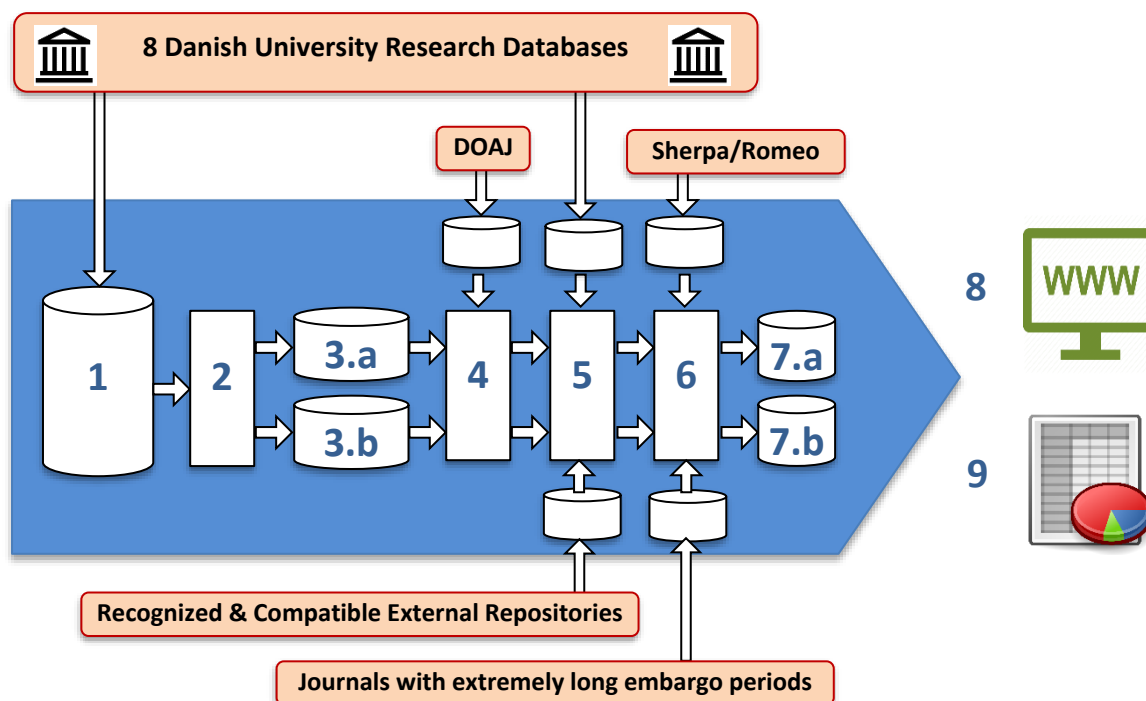 8 Danish University Research Databases
DOAJ
Sherpa/Romeo
8
WWW
1
2
3.a
4
5
6
7.a
3.b
7.b
9
Recognized & Compatible External Repositories
Journals with extremely long embargo periods